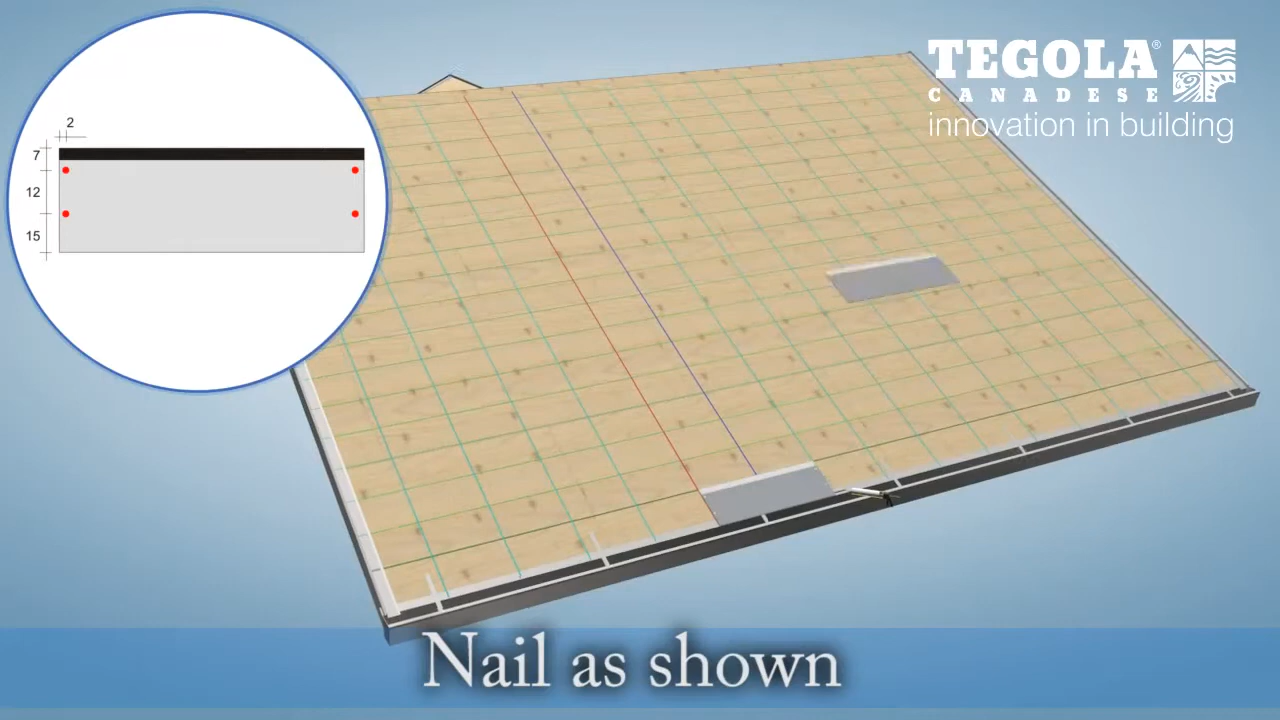 2
7
12
15
TEGOLA®
CANADESE
innovation in building
Nail as shown